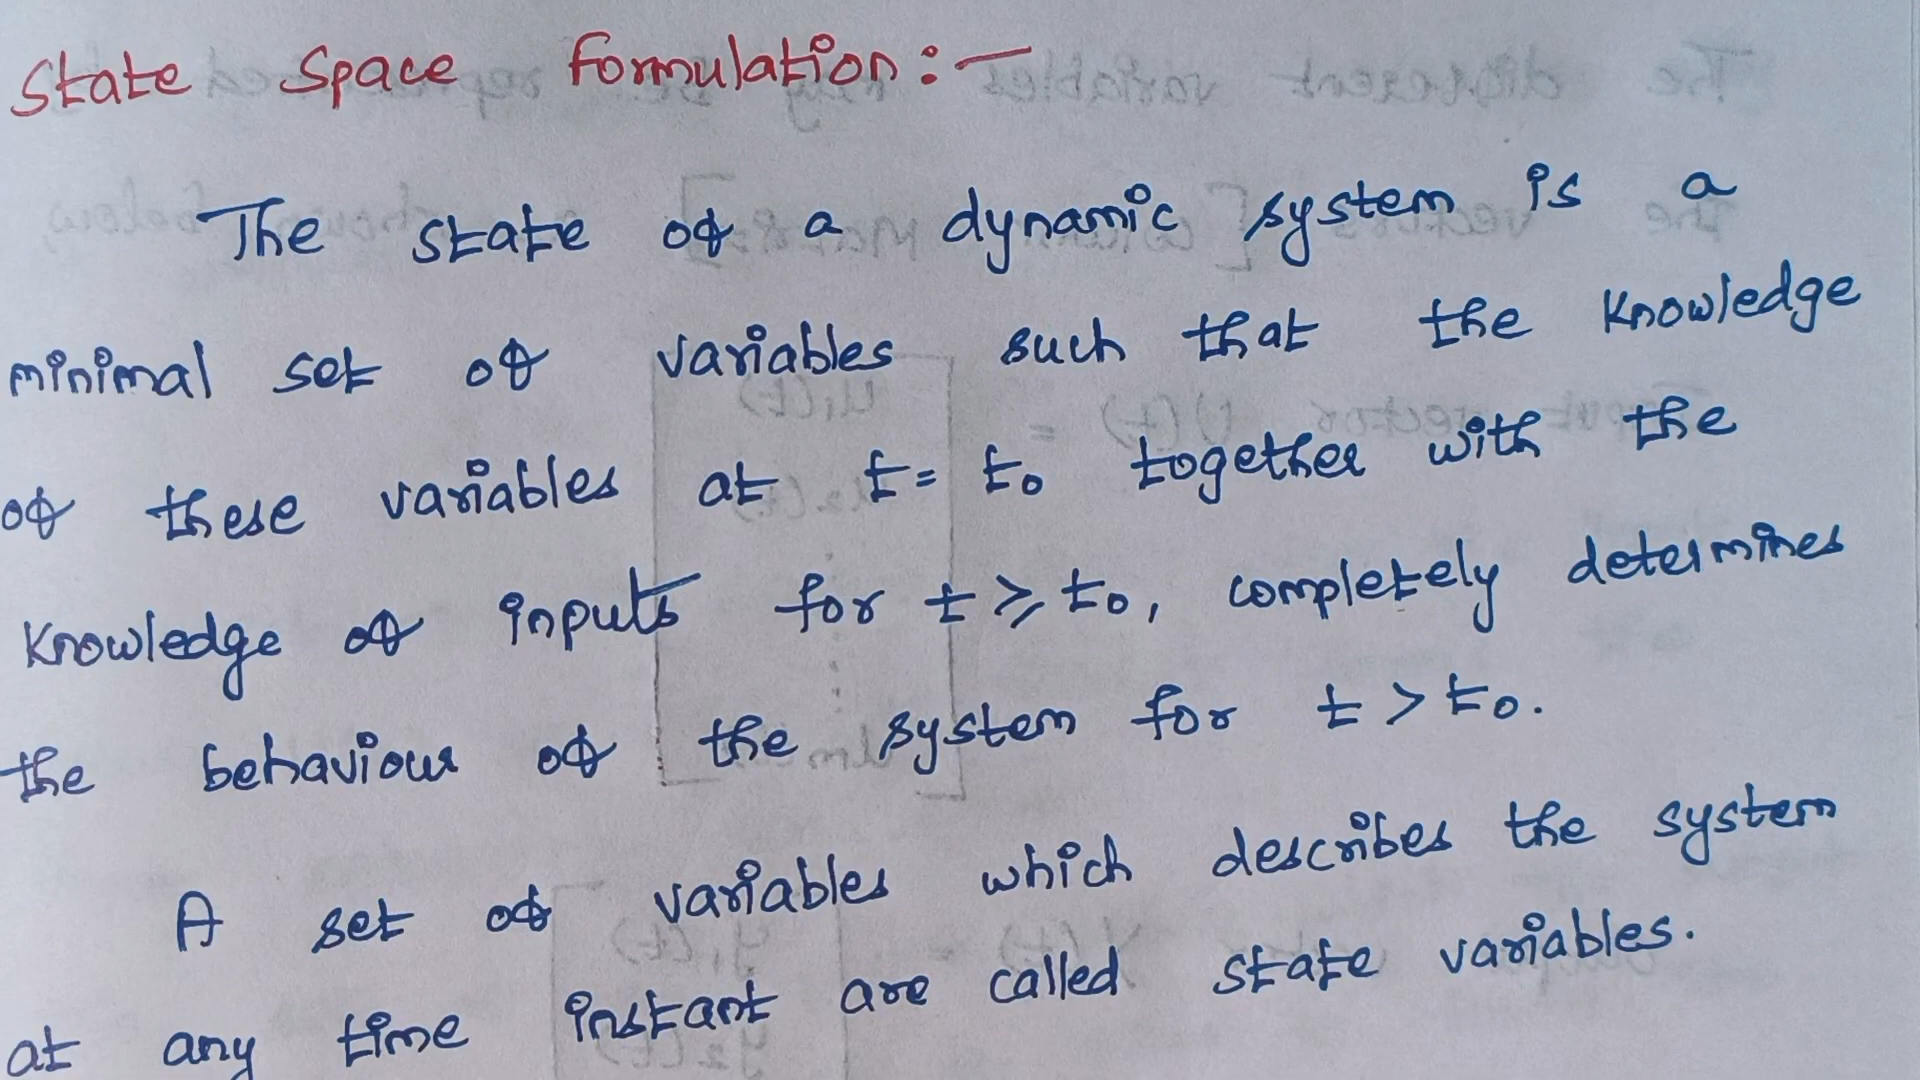 State Space formulation:-
The state of a dynamic system is a
minimal set of variables such that the knowledge
of these variables at t = t₀ together with the
knowledge of inputs for t ≥ t₀, completely determines
the behaviour of the system for t > t₀.
A set of variables which describes the system
at any time instant are called state variables.